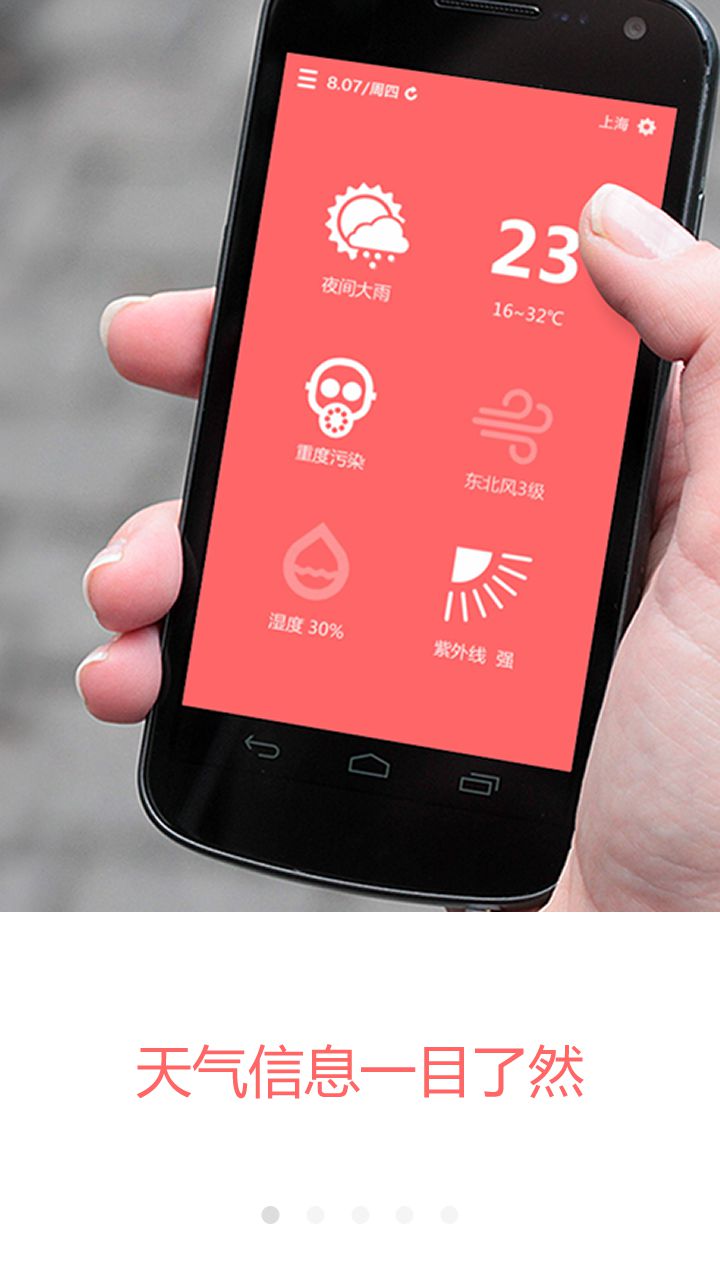 8.07/周四
上海
夜间大雨
23
16~32℃
重度污染
东北风3级
湿度 30%
紫外线 强
天气信息一目了然